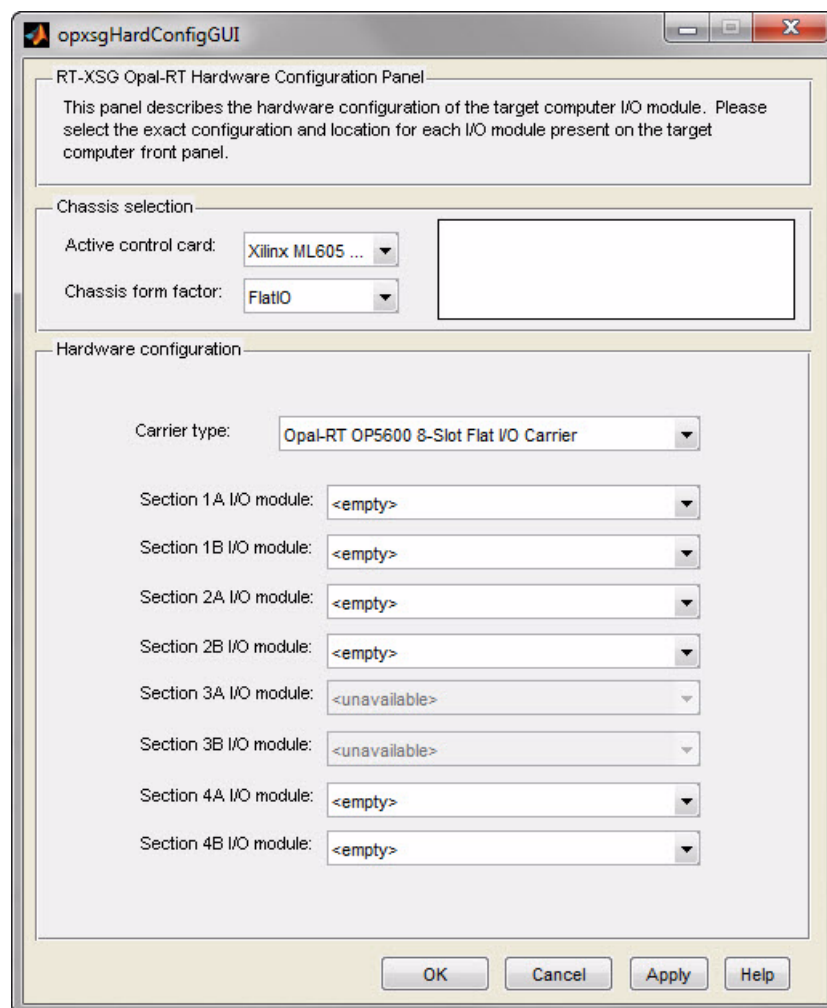 opxsgHardConfigGUI
RT-XSG Opal-RT Hardware Configuration Panel
This panel describes the hardware configuration of the target computer I/O module. Please
select the exact configuration and location for each I/O module present on the target
computer front panel.
Chassis selection
Active control card: Xilinx ML605 ...
Chassis form factor: FlatIO
Hardware configuration
Carrier type: Opal-RT OP5600 8-Slot Flat I/O Carrier
Section 1A I/O module: <empty>
Section 1B I/O module: <empty>
Section 2A I/O module: <empty>
Section 2B I/O module: <empty>
Section 3A I/O module: <unavailable>
Section 3B I/O module: <unavailable>
Section 4A I/O module: <empty>
Section 4B I/O module: <empty>
OK Cancel Apply Help